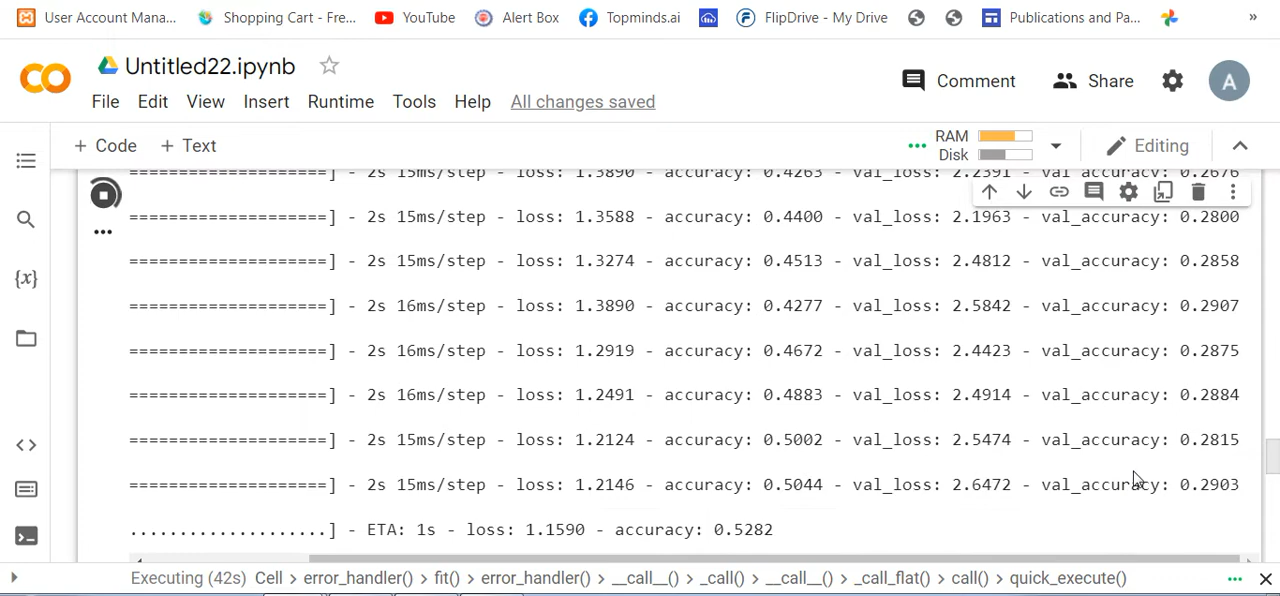 User Account Mana... Shopping Cart - Fre... YouTube Alert Box Topminds.ai FlipDrive - My Drive Publications and Pa... »
CO Untitled22.ipynb
Comment Share A
File Edit View Insert Runtime Tools Help All changes saved
+ Code + Text RAM Disk Editing
====================] - 2s 15ms/step - loss: 1.3890 - accuracy: 0.4263 - val_loss: 2.2391 - val_accuracy: 0.2676
====================] - 2s 15ms/step - loss: 1.3588 - accuracy: 0.4400 - val_loss: 2.1963 - val_accuracy: 0.2800
====================] - 2s 15ms/step - loss: 1.3274 - accuracy: 0.4513 - val_loss: 2.4812 - val_accuracy: 0.2858
====================] - 2s 16ms/step - loss: 1.3890 - accuracy: 0.4277 - val_loss: 2.5842 - val_accuracy: 0.2907
====================] - 2s 16ms/step - loss: 1.2919 - accuracy: 0.4672 - val_loss: 2.4423 - val_accuracy: 0.2875
====================] - 2s 16ms/step - loss: 1.2491 - accuracy: 0.4883 - val_loss: 2.4914 - val_accuracy: 0.2884
====================] - 2s 15ms/step - loss: 1.2124 - accuracy: 0.5002 - val_loss: 2.5474 - val_accuracy: 0.2815
====================] - 2s 15ms/step - loss: 1.2146 - accuracy: 0.5044 - val_loss: 2.6472 - val_accuracy: 0.2903
....................] - ETA: 1s - loss: 1.1590 - accuracy: 0.5282
Executing (42s) Cell > error_handler() > fit() > error_handler() > __call__() > _call() > __call__() > _call_flat() > call() > quick_execute()